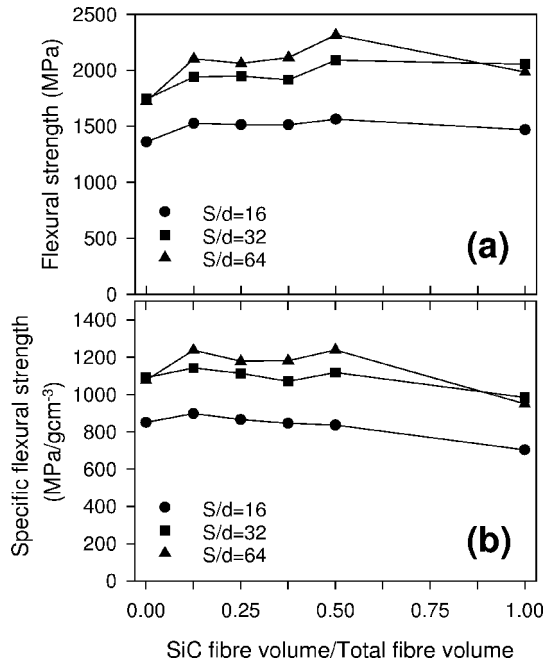 2500
2000
1500
1000
500
0
Flexural strength (MPa)
S/d=16
S/d=32
S/d=64
(a)
1400
1200
1000
800
600
400
200
0
Specific flexural strength
(MPa/gcm⁻³)
S/d=16
S/d=32
S/d=64
(b)
0.00 0.25 0.50 0.75 1.00
SiC fibre volume/Total fibre volume